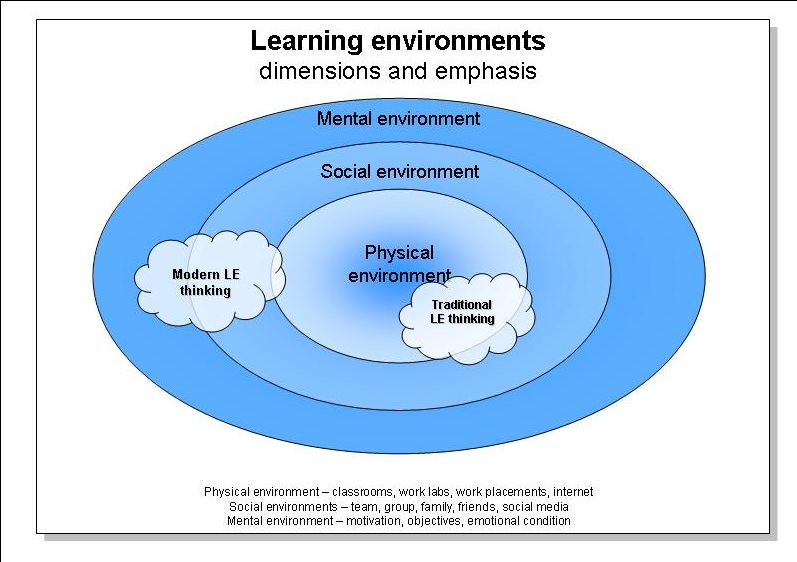 Learning environments
dimensions and emphasis
Mental environment
Social environment
Physical
environment
Modern LE
thinking
Traditional
LE thinking
Physical environment – classrooms, work labs, work placements, internet
Social environments – team, group, family, friends, social media
Mental environment – motivation, objectives, emotional condition